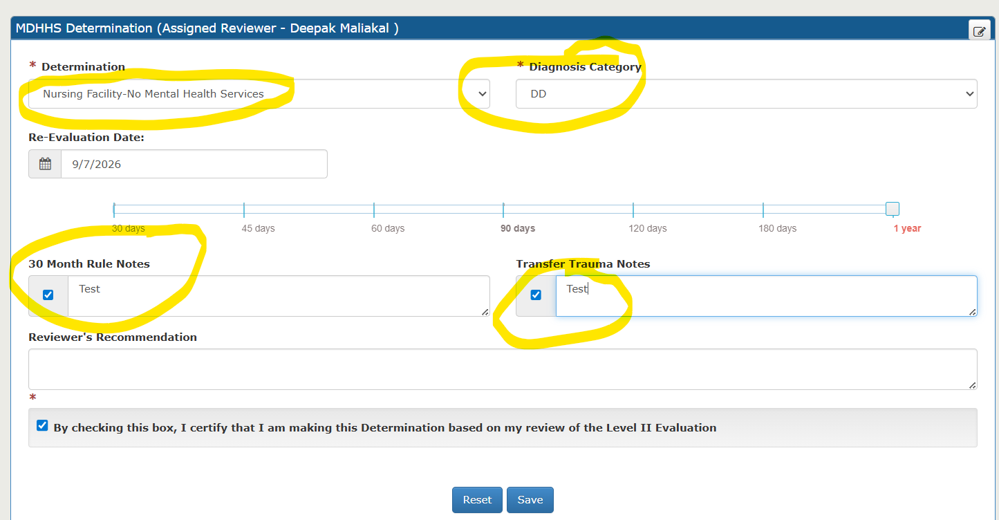 MDHHS Determination (Assigned Reviewer - Deepak Maliakal )
* Determination
* Diagnosis Category
Nursing Facility-No Mental Health Services
DD
Re-Evaluation Date:
9/7/2026
30 days 45 days 60 days 90 days 120 days 180 days 1 year
30 Month Rule Notes
Transfer Trauma Notes
Test
Test
Reviewer's Recommendation
*
By checking this box, I certify that I am making this Determination based on my review of the Level II Evaluation
Reset Save